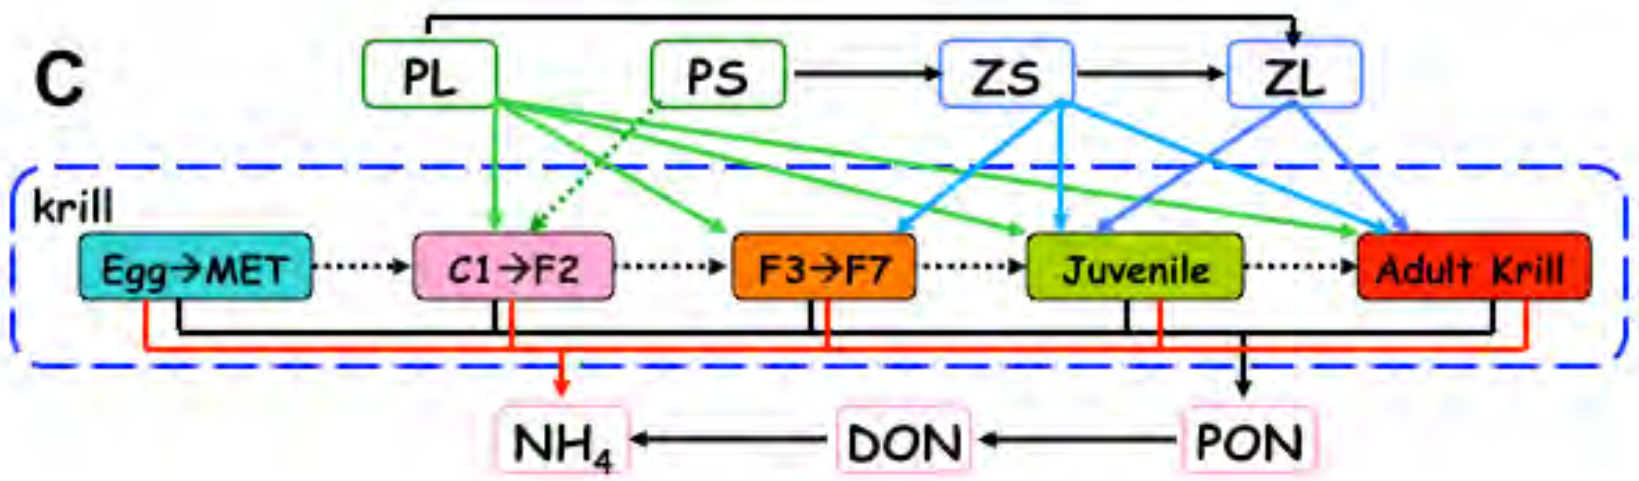 C
PL
PS
ZS
ZL
krill
Egg→MET
C1→F2
F3→F7
Juvenile
Adult Krill
NH₄
DON
PON